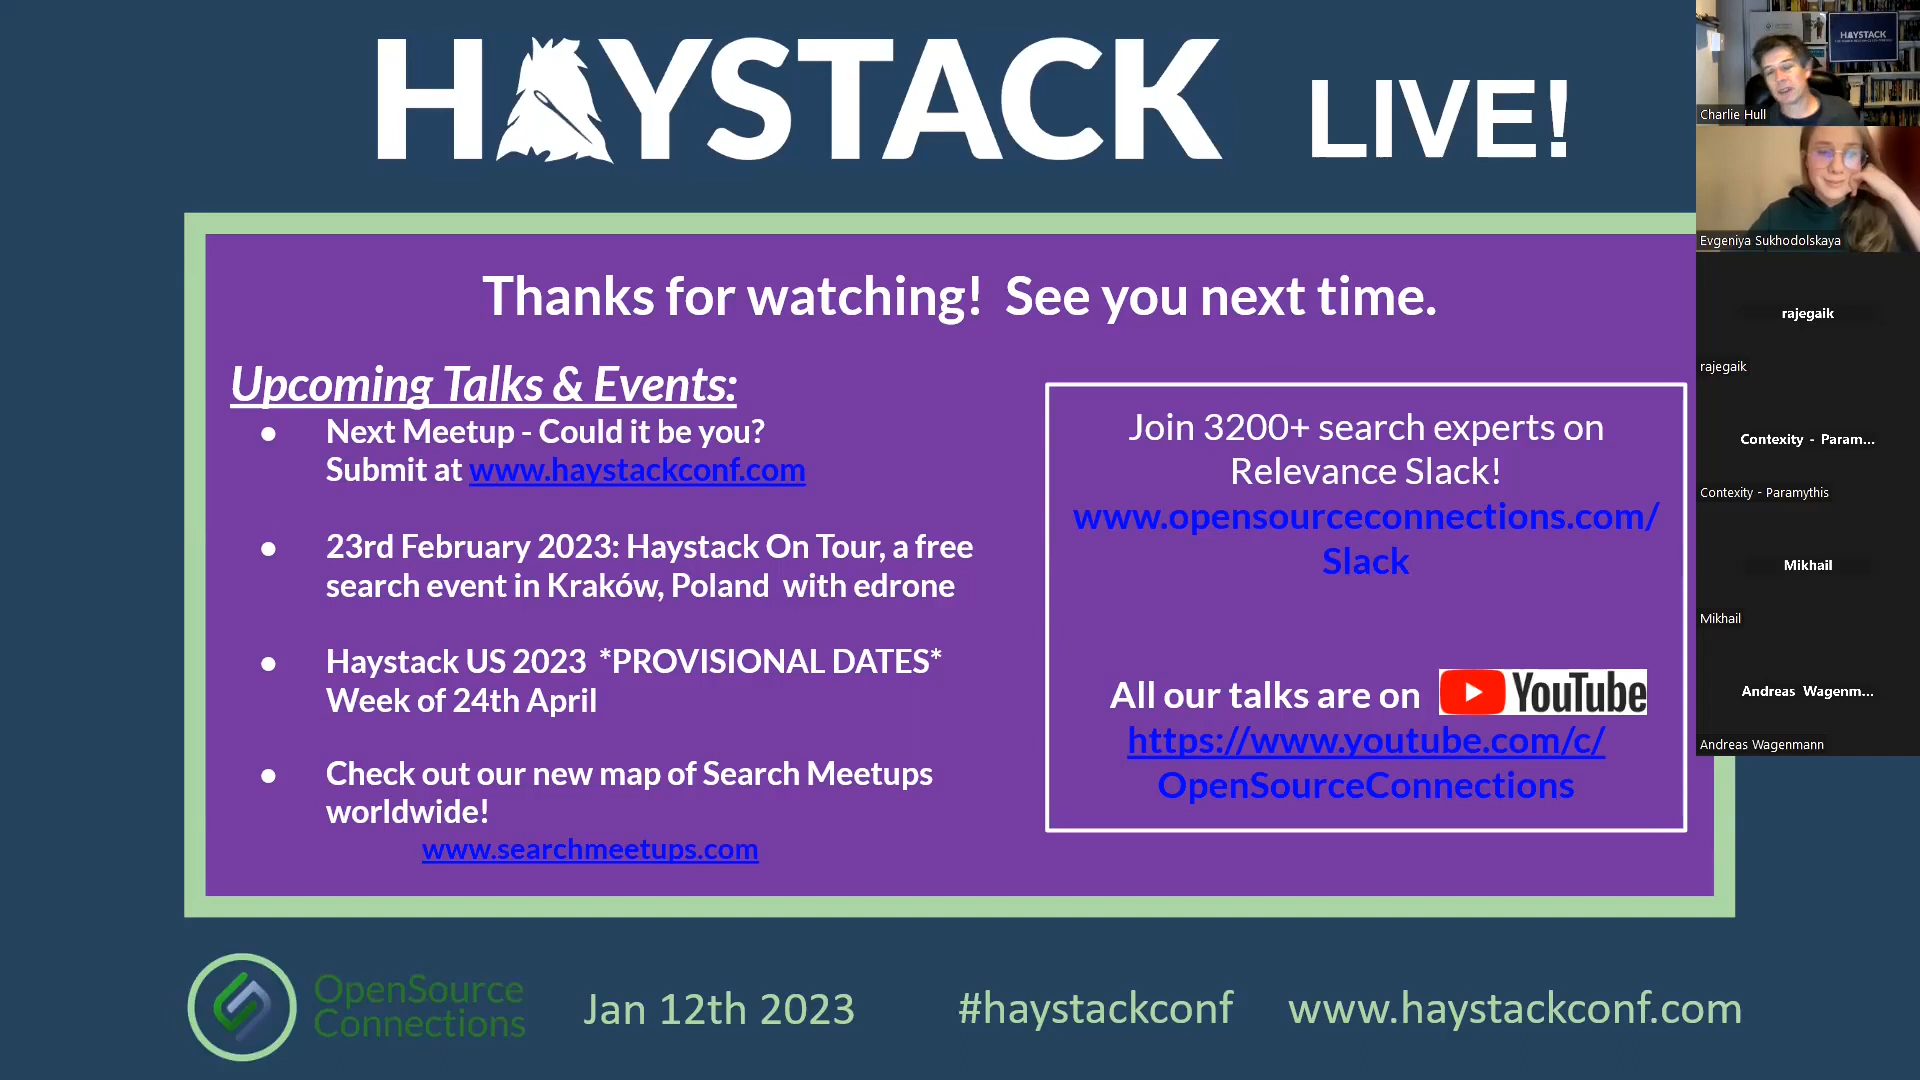 HAYSTACK LIVE!
Thanks for watching! See you next time.
Upcoming Talks & Events:
● Next Meetup - Could it be you?
Submit at www.haystackconf.com
● 23rd February 2023: Haystack On Tour, a free
search event in Kraków, Poland with edrone
● Haystack US 2023 *PROVISIONAL DATES*
Week of 24th April
● Check out our new map of Search Meetups
worldwide!
www.searchmeetups.com
Join 3200+ search experts on
Relevance Slack!
www.opensourceconnections.com/
Slack
All our talks are on YouTube
https://www.youtube.com/c/
OpenSourceConnections
OpenSource
Connections
Jan 12th 2023 #haystackconf www.haystackconf.com
HAYSTACK
Charlie Hull
Evgeniya Sukhodolskaya
rajegaik
rajegaik
Contexity - Param...
Contexity - Paramythis
Mikhail
Mikhail
Andreas Wagenm...
Andreas Wagenmann